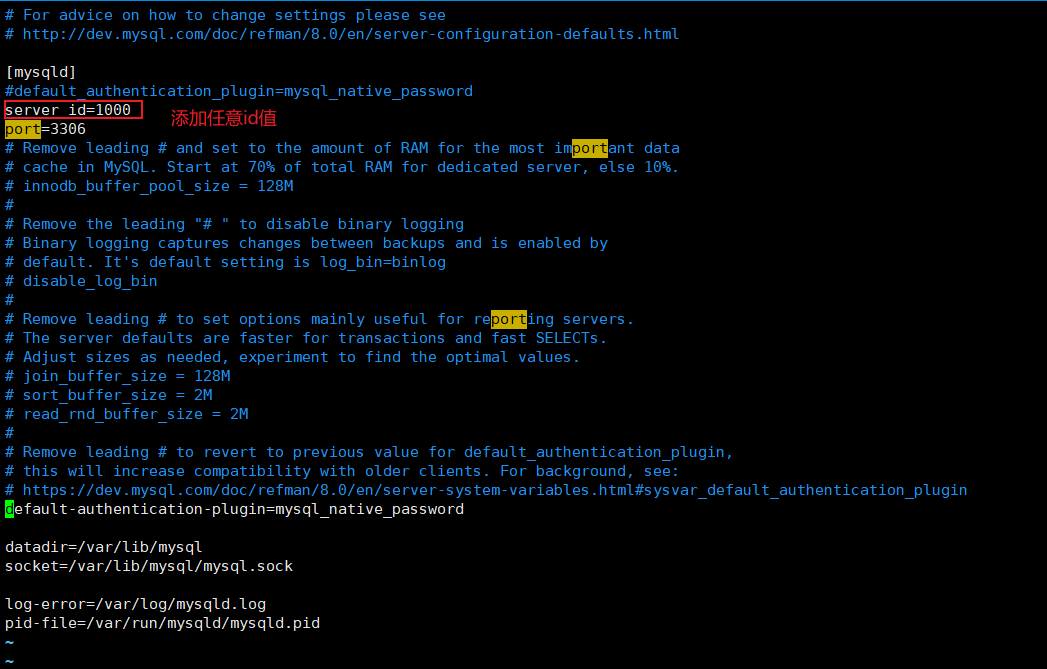 # For advice on how to change settings please see
# http://dev.mysql.com/doc/refman/8.0/en/server-configuration-defaults.html
[mysqld]
#default_authentication_plugin=mysql_native_password
server_id=1000 添加任意id值
port=3306
# Remove leading # and set to the amount of RAM for the most important data
# cache in MySQL. Start at 70% of total RAM for dedicated server, else 10%.
# innodb_buffer_pool_size = 128M
#
# Remove the leading "# " to disable binary logging
# Binary logging captures changes between backups and is enabled by
# default. It's default setting is log_bin=binlog
# disable_log_bin
#
# Remove leading # to set options mainly useful for reporting servers.
# The server defaults are faster for transactions and fast SELECTs.
# Adjust sizes as needed, experiment to find the optimal values.
# join_buffer_size = 128M
# sort_buffer_size = 2M
# read_rnd_buffer_size = 2M
#
# Remove leading # to revert to previous value for default_authentication_plugin,
# this will increase compatibility with older clients. For background, see:
# https://dev.mysql.com/doc/refman/8.0/en/server-system-variables.html#sysvar_default_authentication_plugin
default-authentication-plugin=mysql_native_password
datadir=/var/lib/mysql
socket=/var/lib/mysql/mysql.sock
log-error=/var/log/mysqld.log
pid-file=/var/run/mysqld/mysqld.pid
~
~